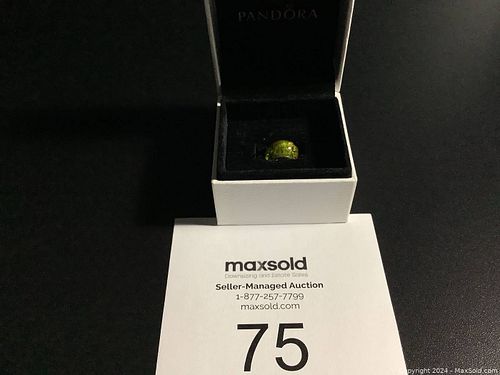 PANDORA
maxsold
Downsizing and Estate Sales
Seller-Managed Auction
1-877-257-7799
maxsold.com
75
Copyright 2024 - MaxSold.com